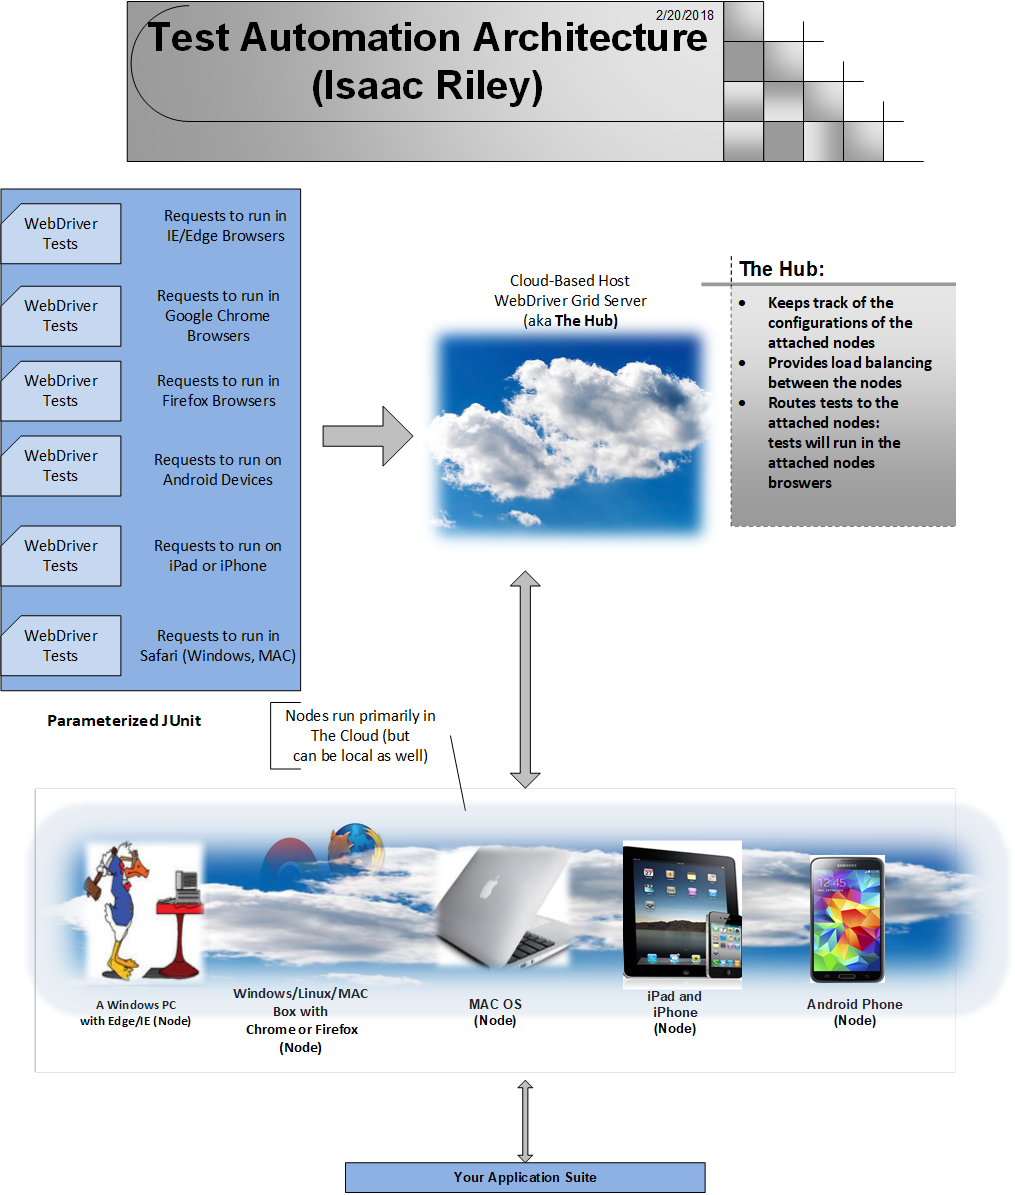 2/20/2018
Test Automation Architecture
(Isaac Riley)
WebDriver
Tests
Requests to run in
IE/Edge Browsers
WebDriver
Tests
Requests to run in
Google Chrome
Browsers
WebDriver
Tests
Requests to run in
Firefox Browsers
WebDriver
Tests
Requests to run on
Android Devices
WebDriver
Tests
Requests to run on
iPad or iPhone
WebDriver
Tests
Requests to run in
Safari (Windows, MAC)
Parameterized JUnit
Cloud-Based Host
WebDriver Grid Server
(aka The Hub)
The Hub:
• Keeps track of the
configurations of the
attached nodes
• Provides load balancing
between the nodes
• Routes tests to the
attached nodes:
tests will run in the
attached nodes
broswers
Nodes run primarily in
The Cloud (but
can be local as well)
12:45
A Windows PC
with Edge/IE (Node)
Windows/Linux/MAC
Box with
Chrome or Firefox
(Node)
MAC OS
(Node)
iPad and
iPhone
(Node)
Android Phone
(Node)
Your Application Suite